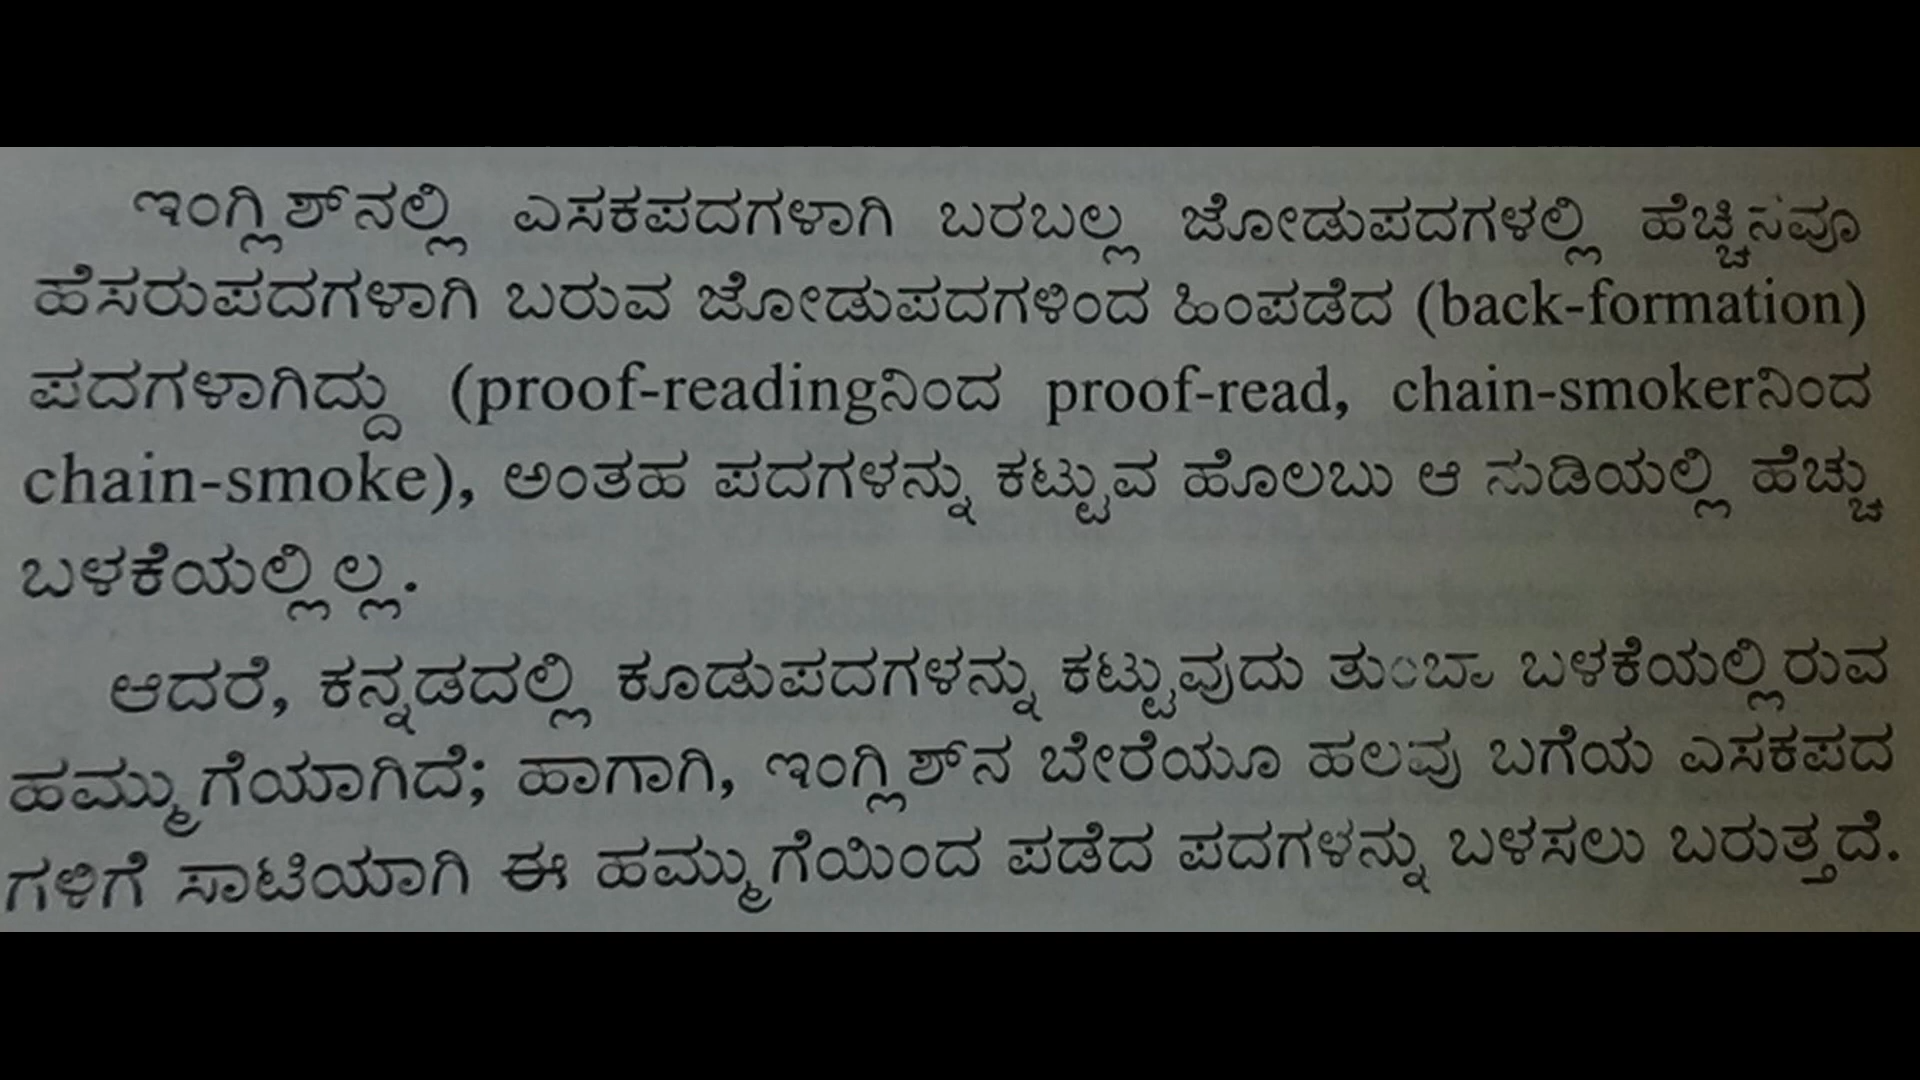 ಇಂಗ್ಲಿಶ್‌ನಲ್ಲಿ ಎಸಕಪದಗಳಾಗಿ ಬರಬಲ್ಲ ಜೋಡುಪದಗಳಲ್ಲಿ ಹೆಚ್ಚಿನವೂ
ಹೆಸರುಪದಗಳಾಗಿ ಬರುವ ಜೋಡುಪದಗಳಿಂದ ಹಿಂಪಡೆದ (back-formation)
ಪದಗಳಾಗಿದ್ದು (proof-readingನಿಂದ proof-read, chain-smokerನಿಂದ
chain-smoke), ಅಂತಹ ಪದಗಳನ್ನು ಕಟ್ಟುವ ಹೊಲಬು ಆ ನುಡಿಯಲ್ಲಿ ಹೆಚ್ಚು
ಬಳಕೆಯಲ್ಲಿಲ್ಲ.
ಆದರೆ, ಕನ್ನಡದಲ್ಲಿ ಕೂಡುಪದಗಳನ್ನು ಕಟ್ಟುವುದು ತುಂಬಾ ಬಳಕೆಯಲ್ಲಿರುವ
ಹಮ್ಮುಗೆಯಾಗಿದೆ; ಹಾಗಾಗಿ, ಇಂಗ್ಲಿಶ್‌ನ ಬೇರೆಯೂ ಹಲವು ಬಗೆಯ ಎಸಕಪದ
ಗಳಿಗೆ ಸಾಟಿಯಾಗಿ ಈ ಹಮ್ಮುಗೆಯಿಂದ ಪಡೆದ ಪದಗಳನ್ನು ಬಳಸಲು ಬರುತ್ತದೆ.